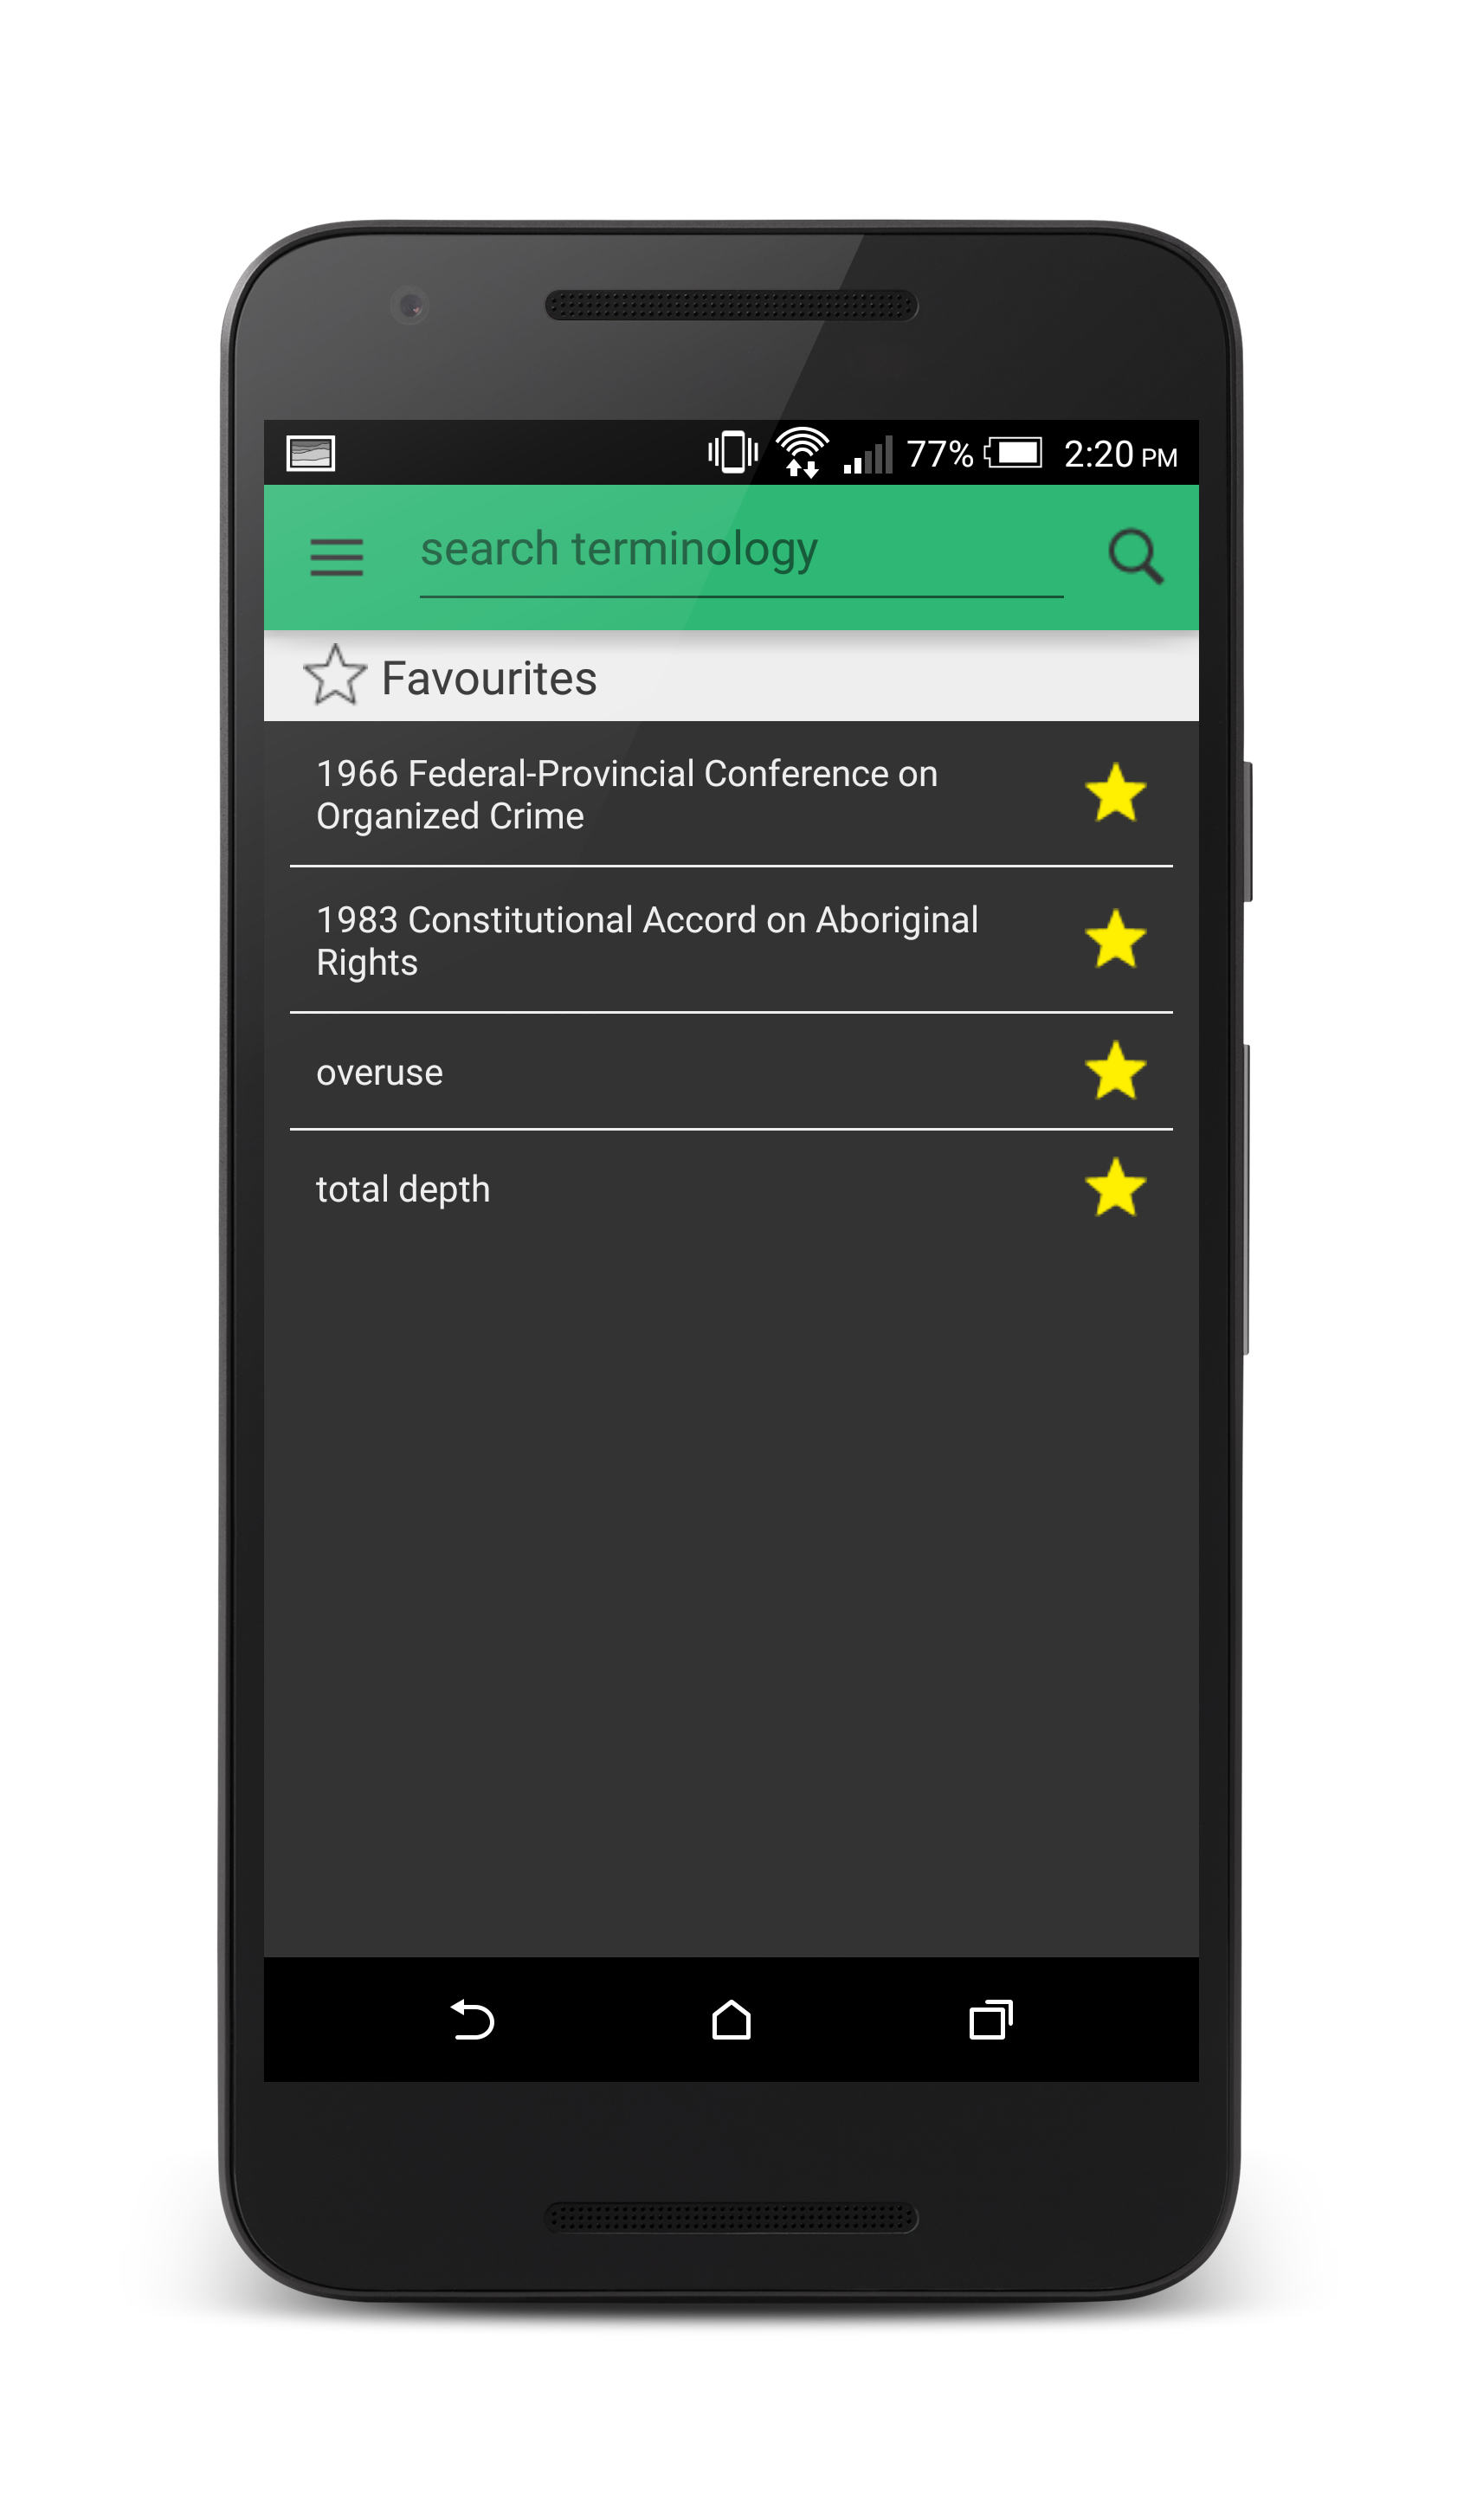 77% 2:20 PM
search terminology
Favourites
1966 Federal-Provincial Conference on
Organized Crime
1983 Constitutional Accord on Aboriginal
Rights
overuse
total depth